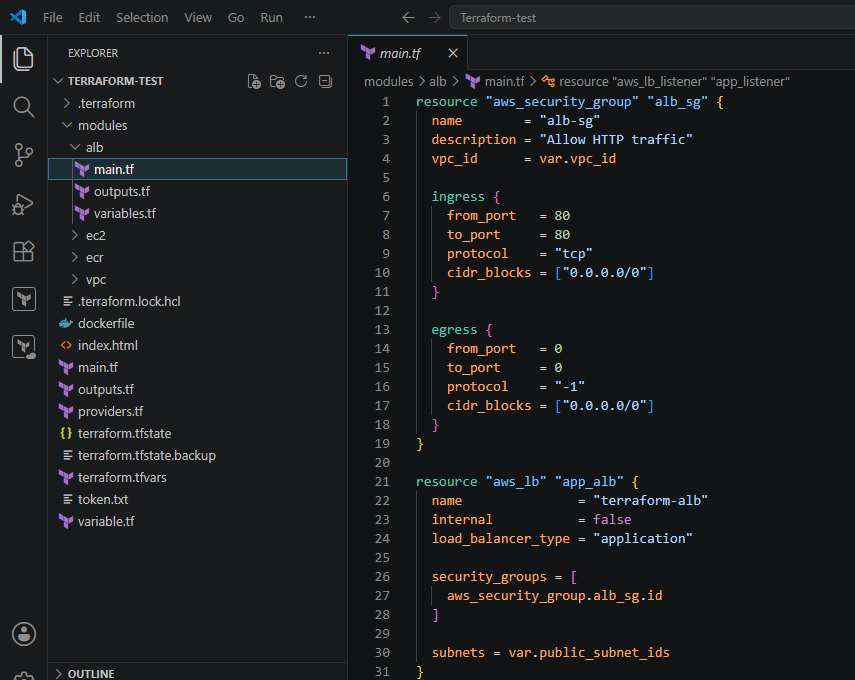 File Edit Selection View Go Run ··· Terraform-test
EXPLORER ···
TERRAFORM-TEST
.terraform
modules
alb
main.tf
outputs.tf
variables.tf
ec2
ecr
vpc
.terraform.lock.hcl
dockerfile
index.html
main.tf
outputs.tf
providers.tf
terraform.tfstate
terraform.tfstate.backup
terraform.tfvars
token.txt
variable.tf
OUTLINE
main.tf
modules > alb > main.tf > resource "aws_lb_listener" "app_listener"
1 resource "aws_security_group" "alb_sg" {
2 name        = "alb-sg"
3 description = "Allow HTTP traffic"
4 vpc_id      = var.vpc_id
5
6 ingress {
7 from_port   = 80
8 to_port     = 80
9 protocol    = "tcp"
10 cidr_blocks = ["0.0.0.0/0"]
11 }
12
13 egress {
14 from_port   = 0
15 to_port     = 0
16 protocol    = "-1"
17 cidr_blocks = ["0.0.0.0/0"]
18 }
19 }
20
21 resource "aws_lb" "app_alb" {
22 name               = "terraform-alb"
23 internal           = false
24 load_balancer_type = "application"
25
26 security_groups = [
27 aws_security_group.alb_sg.id
28 ]
29
30 subnets = var.public_subnet_ids
31 }